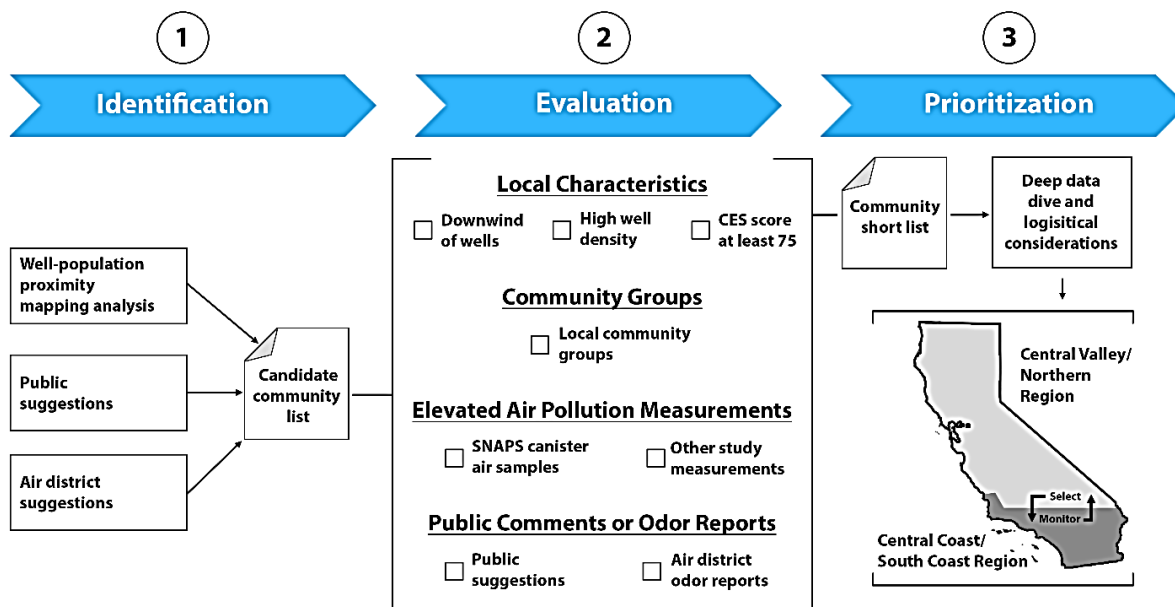 1
Identification
Well-population
proximity
mapping analysis
Public
suggestions
Air district
suggestions
Candidate
community
list
2
Evaluation
Local Characteristics
Downwind
of wells
High well
density
CES score
at least 75
Community Groups
Local community
groups
Elevated Air Pollution Measurements
SNAPS canister
air samples
Other study
measurements
Public Comments or Odor Reports
Public
suggestions
Air district
odor reports
3
Prioritization
Community
short list
Deep data
dive and
logisitical
considerations
Central Valley/
Northern
Region
Select
Monitor
Central Coast/
South Coast Region